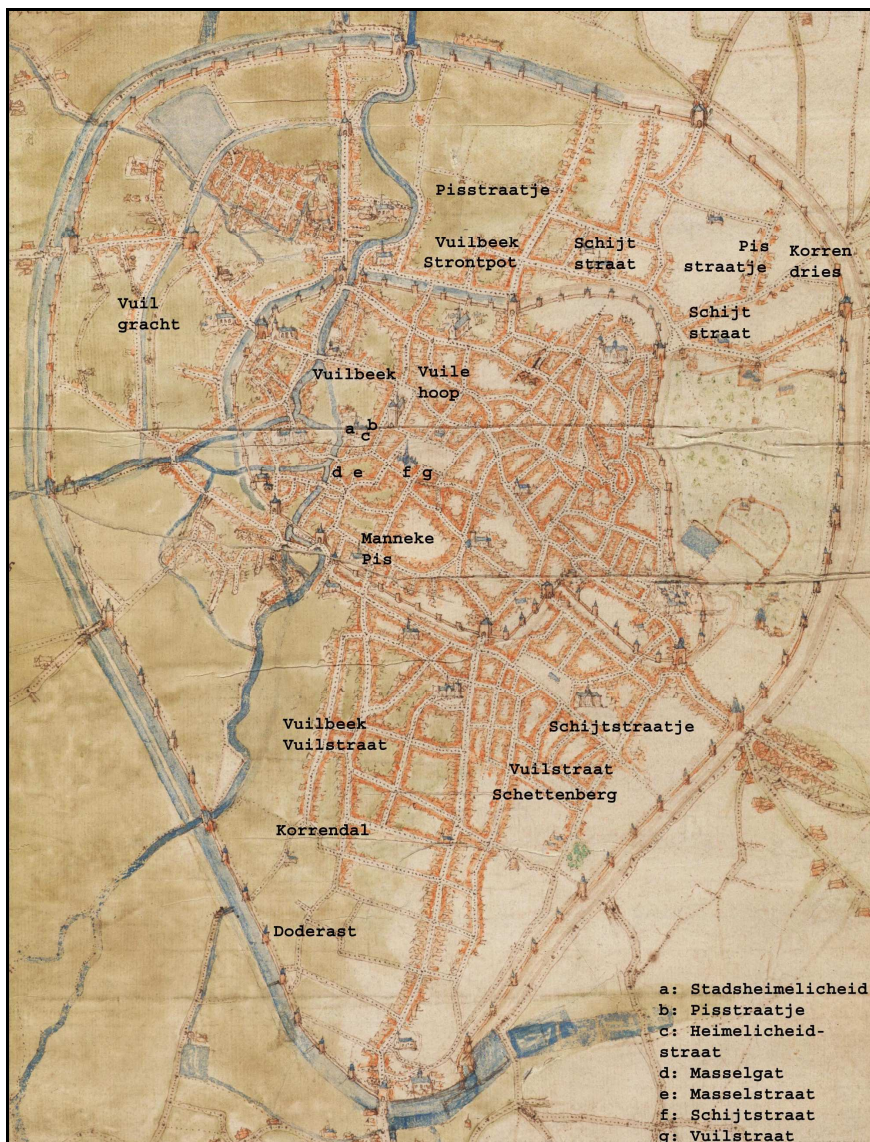 Pisstraatje
Vuilbeek
Strontpot
Schijt
straat
Pis
straatje
Korren
dries
Vuil
gracht
Schijt
straat
Vuilbeek
Vuile
hoop
a
b
c
d e f g
Manneke
Pis
Vuilbeek
Vuilstraat
Schijtstraatje
Vuilstraat
Schettenberg
Korrendal
Doderast
a: Stadsheimelicheid
b: Pisstraatje
c: Heimelicheid-
straat
d: Masselgat
e: Masselstraat
f: Schijtstraat
g: Vuilstraat